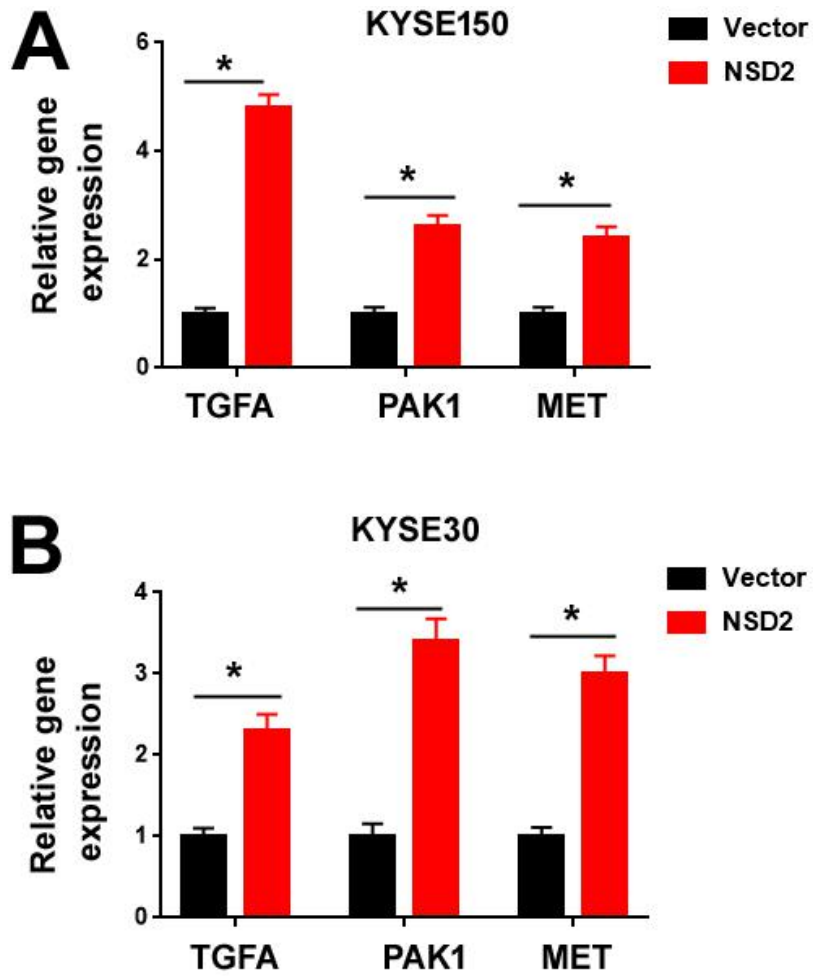 A
KYSE150
Vector
NSD2
Relative gene
expression
6
4
2
0
*
*
*
TGFA
PAK1
MET
B
KYSE30
Vector
NSD2
Relative gene
expression
4
3
2
1
0
*
*
*
TGFA
PAK1
MET